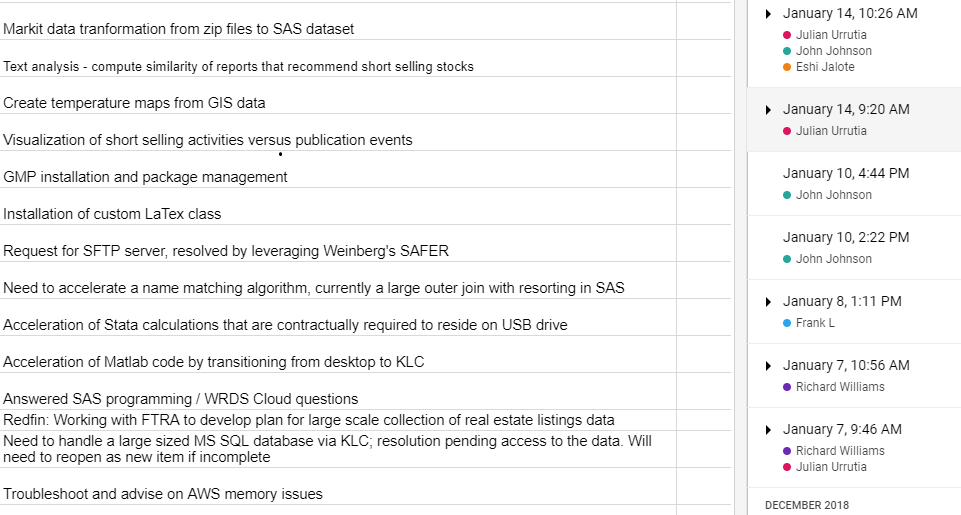 Markit data tranformation from zip files to SAS dataset
Text analysis - compute similarity of reports that recommend short selling stocks
Create temperature maps from GIS data
Visualization of short selling activities versus publication events
GMP installation and package management
Installation of custom LaTex class
Request for SFTP server, resolved by leveraging Weinberg's SAFER
Need to accelerate a name matching algorithm, currently a large outer join with resorting in SAS
Acceleration of Stata calculations that are contractually required to reside on USB drive
Acceleration of Matlab code by transitioning from desktop to KLC
Answered SAS programming / WRDS Cloud questions
Redfin: Working with FTRA to develop plan for large scale collection of real estate listings data
Need to handle a large sized MS SQL database via KLC; resolution pending access to the data. Will
need to reopen as new item if incomplete
Troubleshoot and advise on AWS memory issues
January 14, 10:26 AM
Julian Urrutia
John Johnson
Eshi Jalote
January 14, 9:20 AM
Julian Urrutia
January 10, 4:44 PM
John Johnson
January 10, 2:22 PM
John Johnson
January 8, 1:11 PM
Frank L
January 7, 10:56 AM
Richard Williams
January 7, 9:46 AM
Richard Williams
Julian Urrutia
DECEMBER 2018